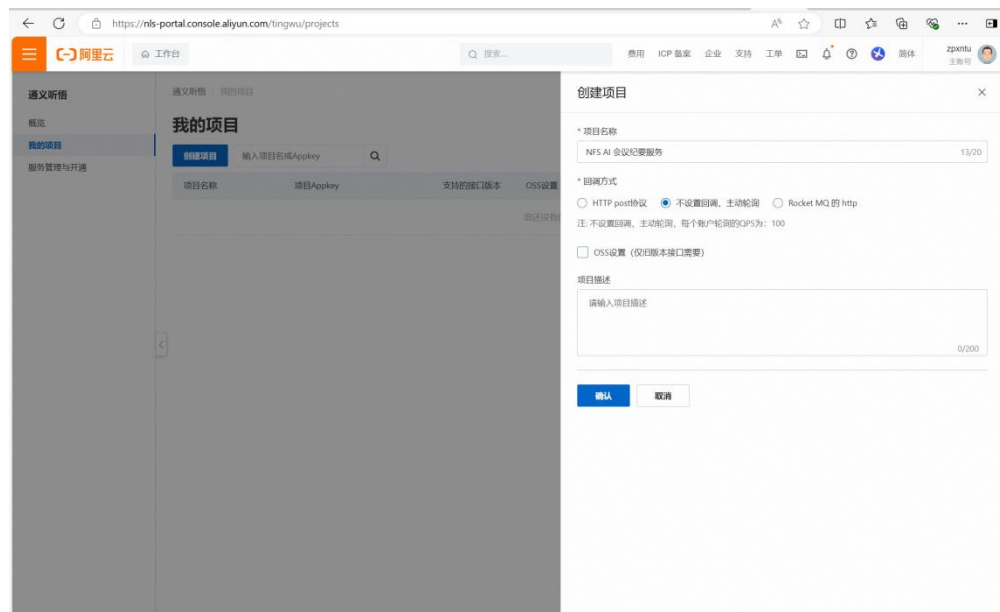 https://nls-portal.console.aliyun.com/tingwu/projects
阿里云 工作台 搜索... 费用 ICP 备案 企业 支持 工单 简体 zpxntu
主账号
通义听悟
概览
我的项目
服务管理与开通
通义听悟 / 我的项目
我的项目
创建项目 输入项目名或Appkey
项目名称 项目Appkey 支持的接口版本 OSS设置
您还没有
创建项目
* 项目名称
NFS AI 会议纪要服务 13/20
* 回调方式
HTTP post协议 不设置回调，主动轮询 Rocket MQ 的 http
注: 不设置回调，主动轮询，每个账户轮询的QPS为：100
OSS设置（仅旧版本接口需要）
项目描述
请输入项目描述
0/200
确认 取消